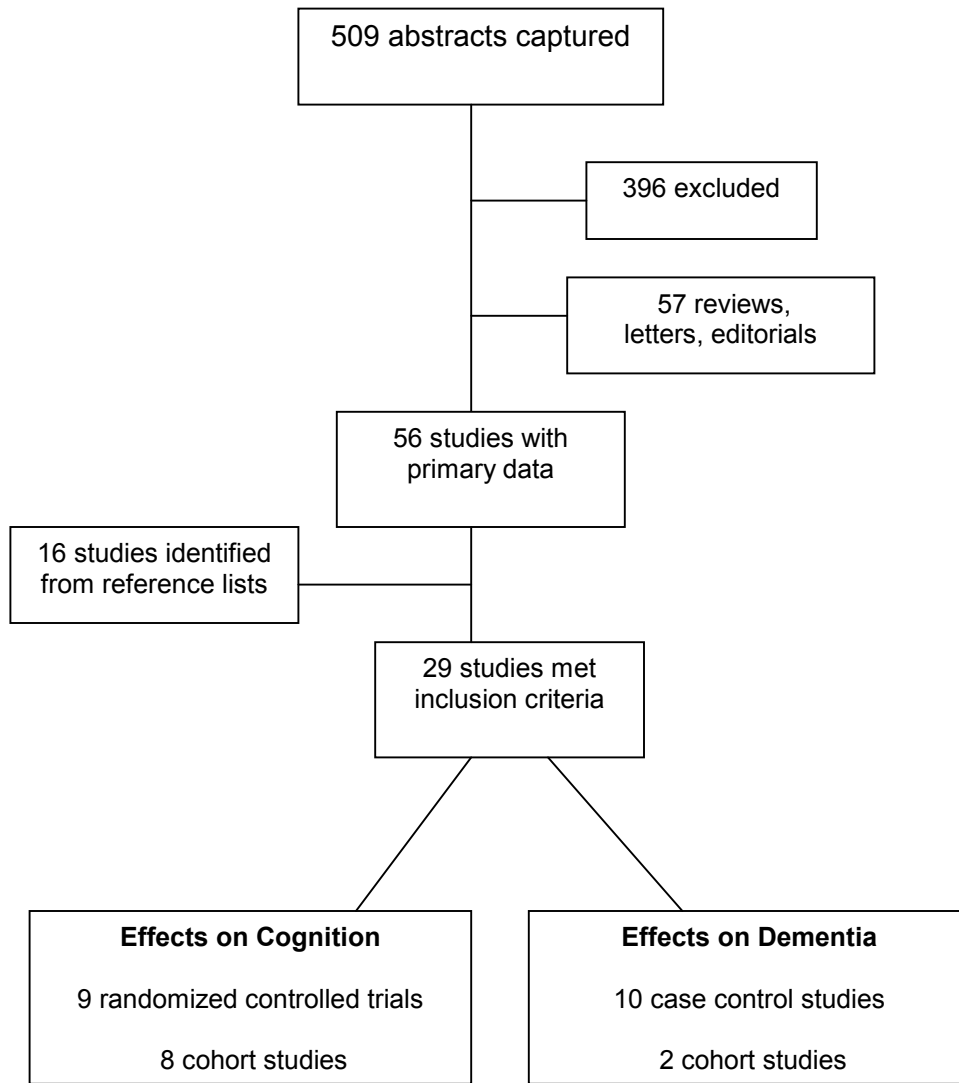 509 abstracts captured
396 excluded
57 reviews,
letters, editorials
56 studies with
primary data
16 studies identified
from reference lists
29 studies met
inclusion criteria
Effects on Cognition
9 randomized controlled trials
8 cohort studies
Effects on Dementia
10 case control studies
2 cohort studies